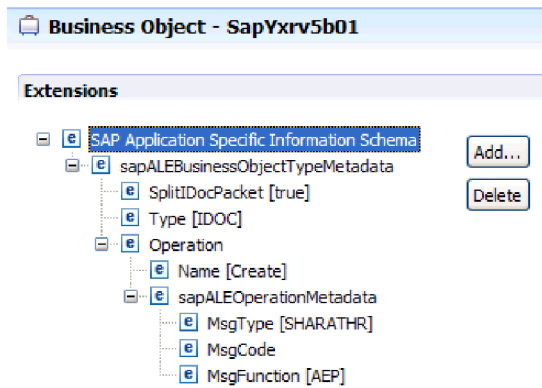 Business Object - SapYxrv5b01
Extensions
SAP Application Specific Information Schema
Add...
sapALEBusinessObjectTypeMetadata
SplitIDocPacket [true]
Delete
Type [IDOC]
Operation
Name [Create]
sapALEOperationMetadata
MsgType [SHARATHR]
MsgCode
MsgFunction [AEP]